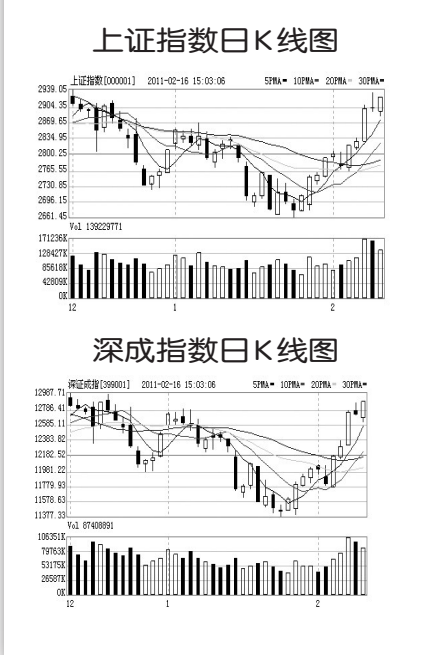 上证指数日K线图
上证指数[000001] 2011-02-16 15:03:06 5PMA= 10PMA= 20PMA= 30PMA=
2939.05
2904.35
2869.65
2834.95
2800.25
2765.55
2730.85
2696.15
2661.45
Vol 139229771
171236K
128427K
85618K
42809K
0K
12 1 2
深成指数日K线图
深证成指[399001] 2011-02-16 15:03:06 5PMA= 10PMA= 20PMA= 30PMA=
12987.71
12786.41
12585.11
12383.82
12182.52
11981.22
11779.93
11578.63
11377.33
Vol 87408891
106351K
79763K
53175K
26587K
0K
12 1 2